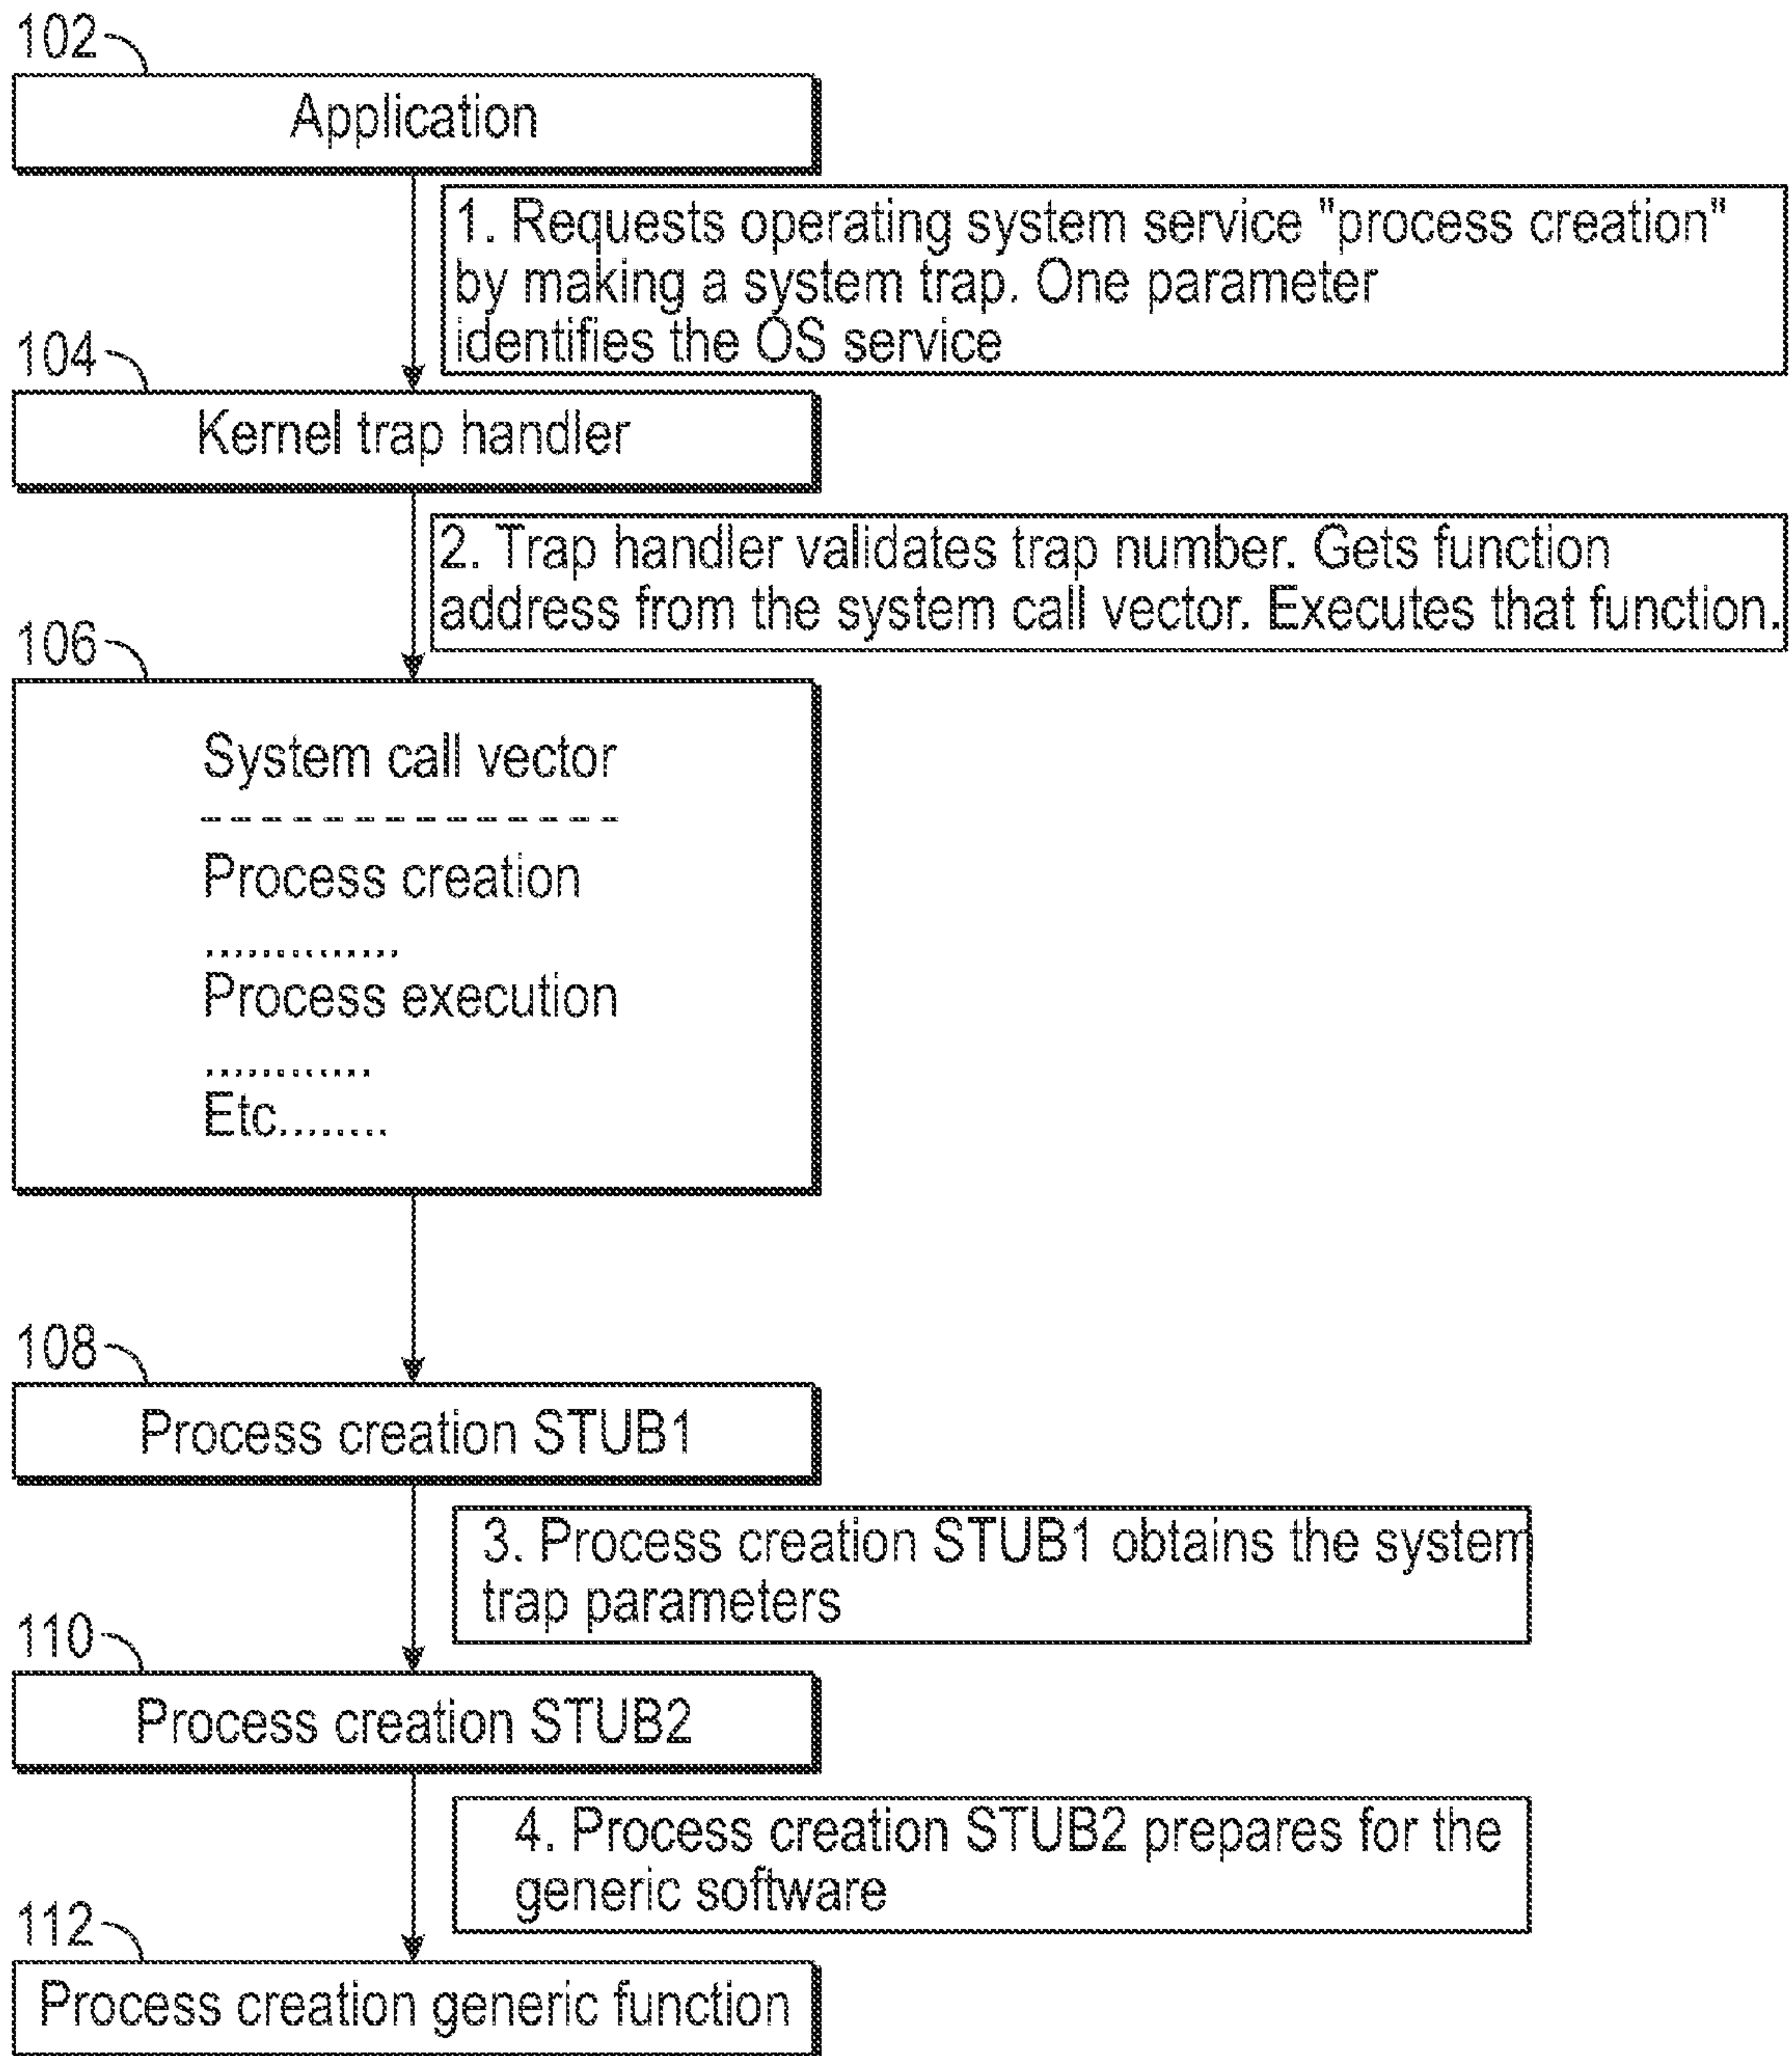 102
Application
1. Requests operating system service "process creation"
by making a system trap. One parameter
identifies the OS service
104
Kernel trap handler
2. Trap handler validates trap number. Gets function
address from the system call vector. Executes that function.
106
System call vector
--------------
Process creation
..............
Process execution
............
Etc........
108
Process creation STUB1
3. Process creation STUB1 obtains the system
trap parameters
110
Process creation STUB2
4. Process creation STUB2 prepares for the
generic software
112
Process creation generic function